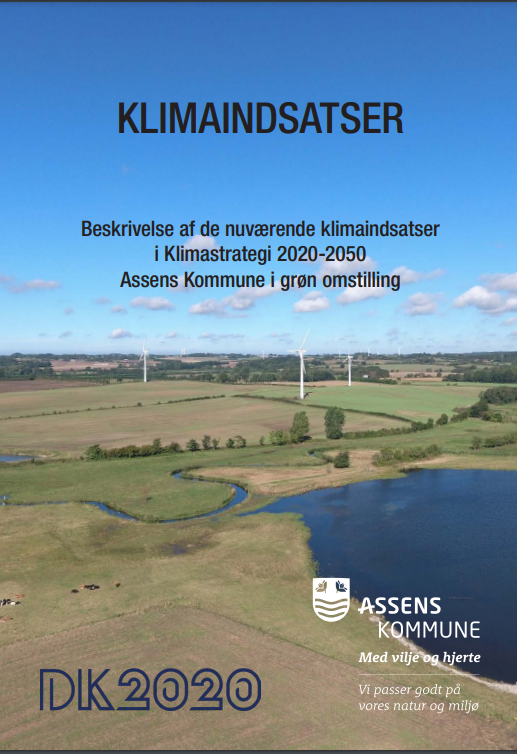 KLIMAINDSATSER
Beskrivelse af de nuværende klimaindsatser
i Klimastrategi 2020-2050
Assens Kommune i grøn omstilling
ASSENS
KOMMUNE
Med vilje og hjerte
Vi passer godt på
vores natur og miljø
DK2020